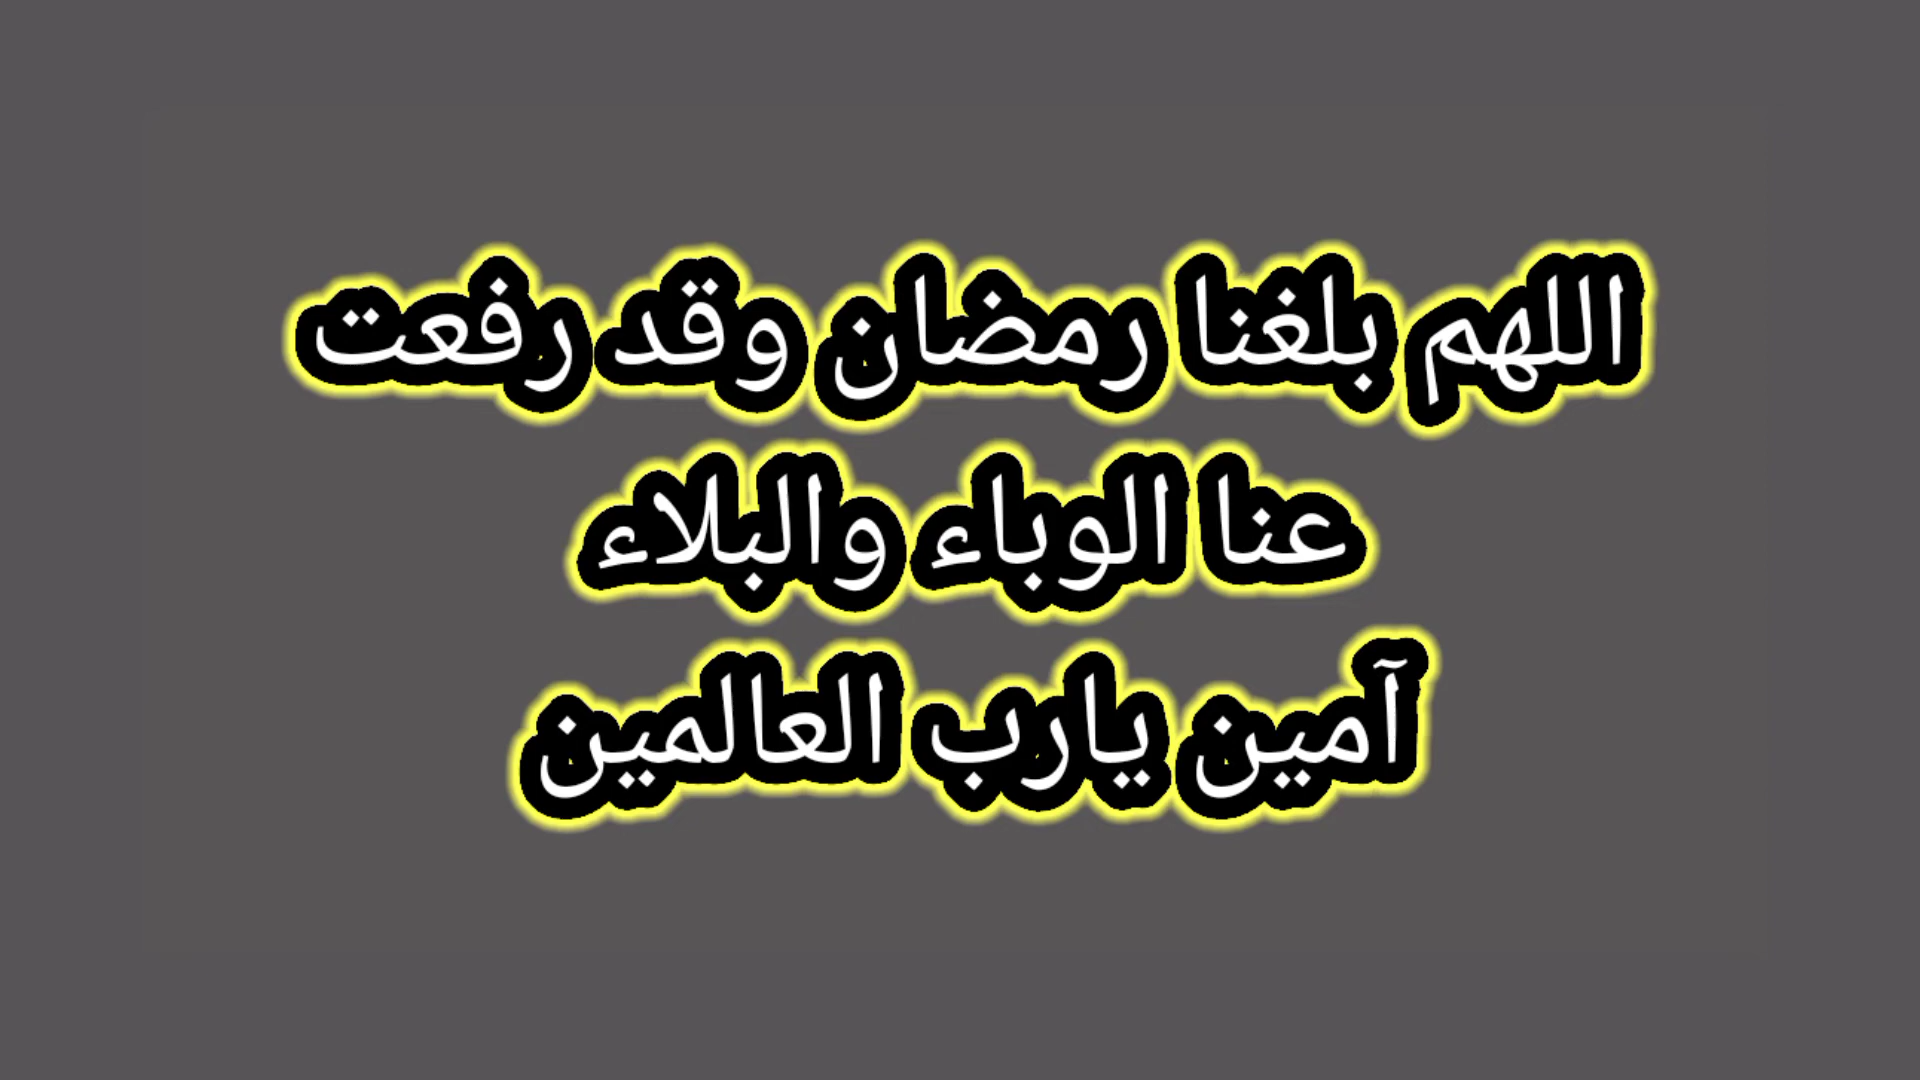 اللهم بلغنا رمضان وقد رفعت
عنا الوباء والبلاء
آمين يارب العالمين